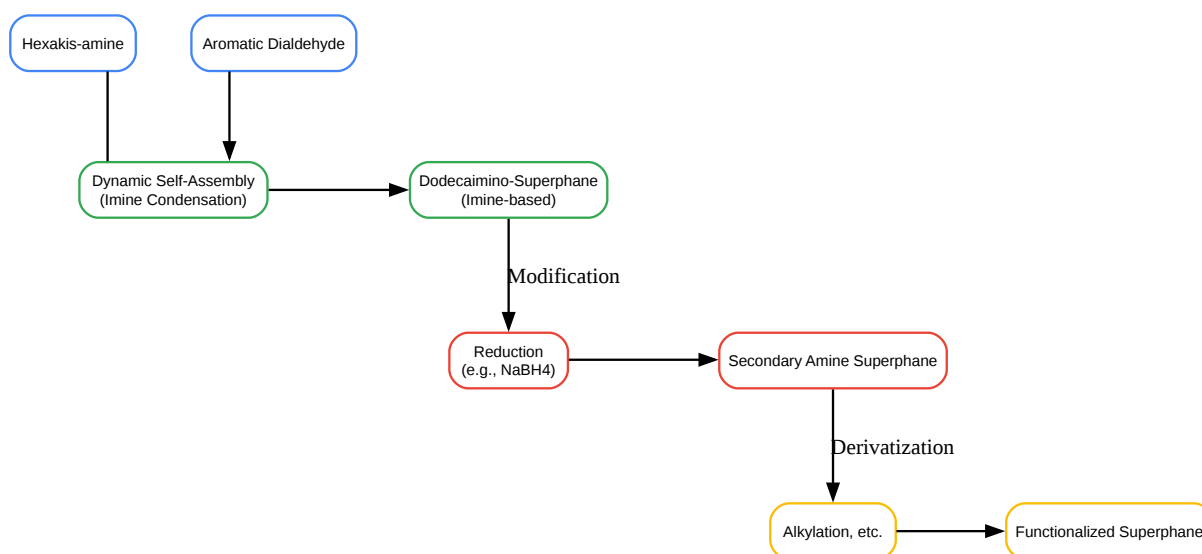 Hexakis-amine
Aromatic Dialdehyde
Dynamic Self-Assembly
(Imine Condensation)
Dodecaimino-Superphane
(Imine-based)
Modification
Reduction
(e.g., NaBH4)
Secondary Amine Superphane
Derivatization
Alkylation, etc.
Functionalized Superphane